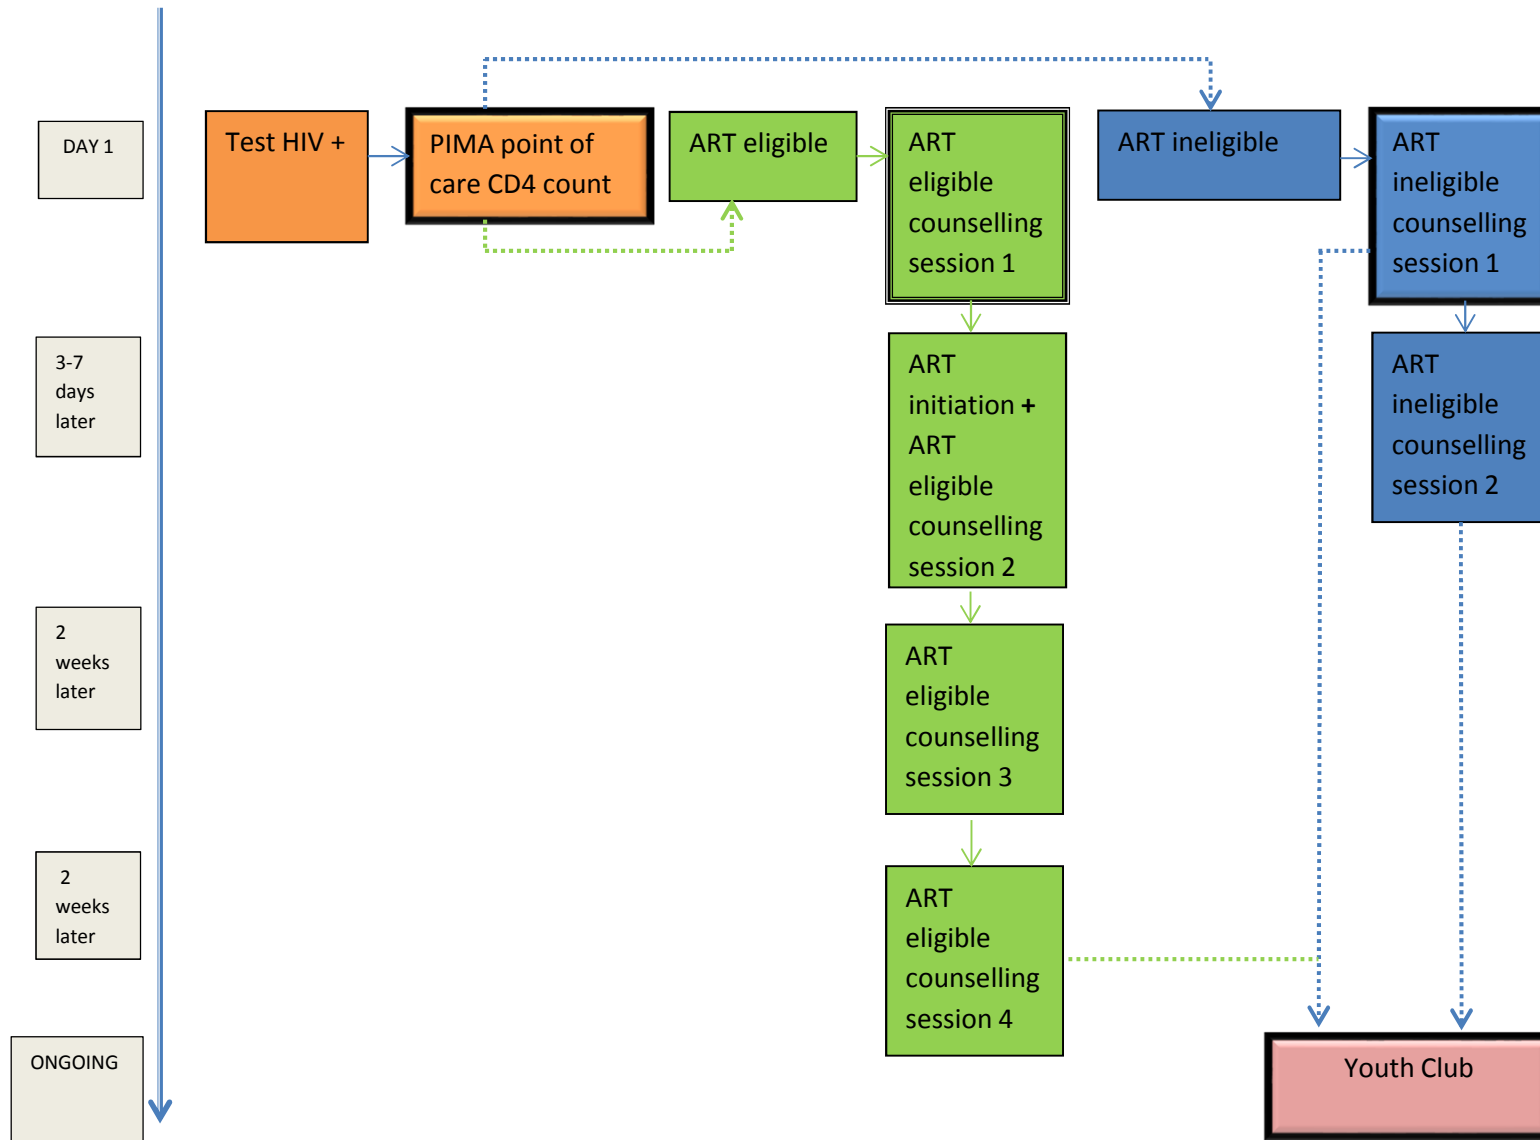 DAY 1
Test HIV +
PIMA point of
care CD4 count
ART eligible
ART
eligible
counselling
session 1
ART ineligible
ART
ineligible
counselling
session 1
3-7
days
later
ART
initiation +
ART
eligible
counselling
session 2
ART
ineligible
counselling
session 2
2
weeks
later
ART
eligible
counselling
session 3
2
weeks
later
ART
eligible
counselling
session 4
ONGOING
Youth Club